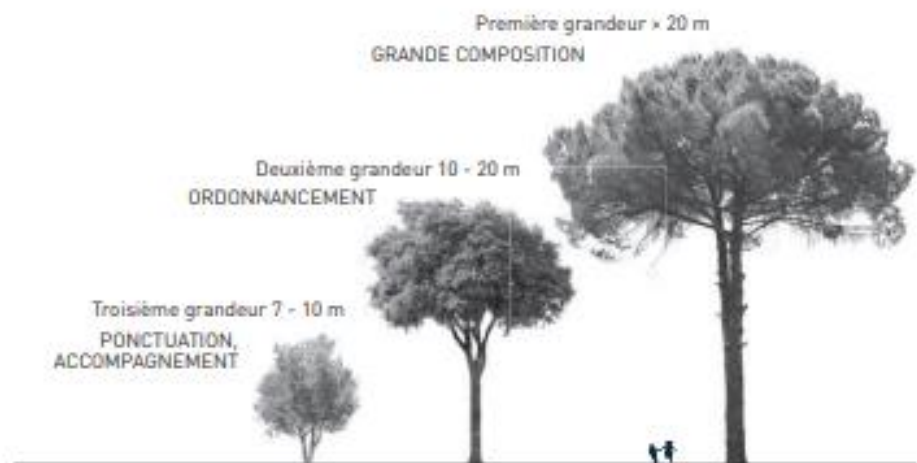 Première grandeur > 20 m
GRANDE COMPOSITION
Deuxième grandeur 10 - 20 m
ORDONNANCEMENT
Troisième grandeur 7 - 10 m
PONCTUATION,
ACCOMPAGNEMENT